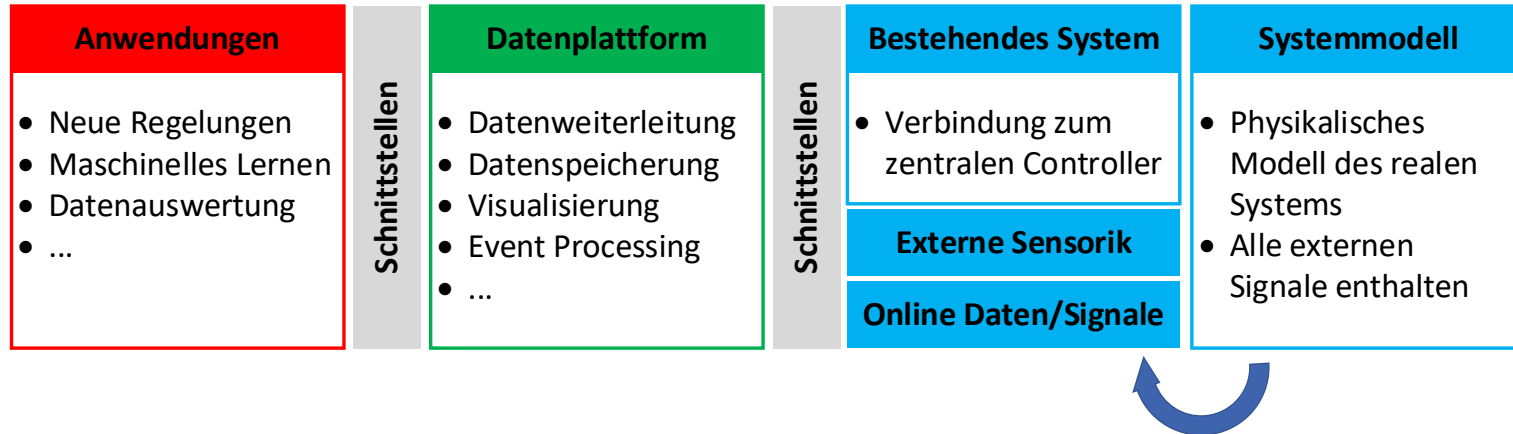 Anwendungen
• Neue Regelungen
• Maschinelles Lernen
• Datenauswertung
• ...
Schnittstellen
Datenplattform
• Datenweiterleitung
• Datenspeicherung
• Visualisierung
• Event Processing
• ...
Schnittstellen
Bestehendes System
• Verbindung zum
zentralen Controller
Externe Sensorik
Online Daten/Signale
Systemmodell
• Physikalisches
Modell des realen
Systems
• Alle externen
Signale enthalten